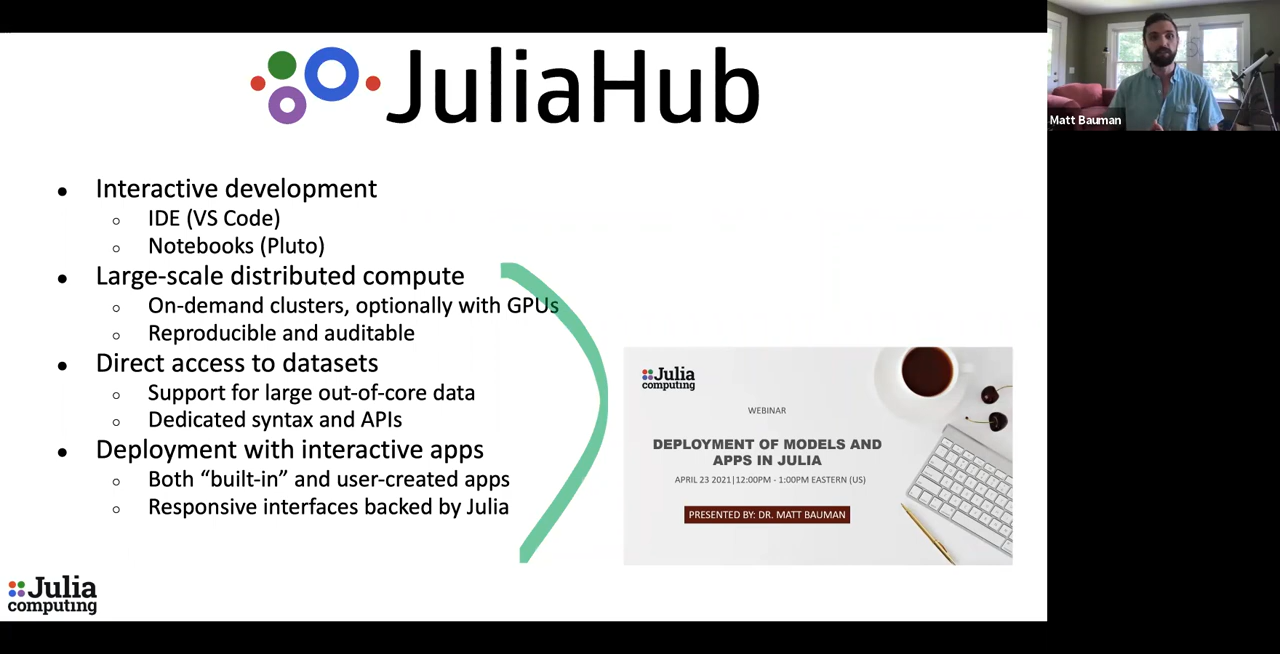 JuliaHub
Matt Bauman
● Interactive development
○ IDE (VS Code)
○ Notebooks (Pluto)
● Large-scale distributed compute
○ On-demand clusters, optionally with GPUs
○ Reproducible and auditable
● Direct access to datasets
○ Support for large out-of-core data
○ Dedicated syntax and APIs
● Deployment with interactive apps
○ Both “built-in” and user-created apps
○ Responsive interfaces backed by Julia
Julia
computing
WEBINAR
DEPLOYMENT OF MODELS AND
APPS IN JULIA
APRIL 23 2021|12:00PM - 1:00PM EASTERN (US)
PRESENTED BY: DR. MATT BAUMAN
Julia
computing